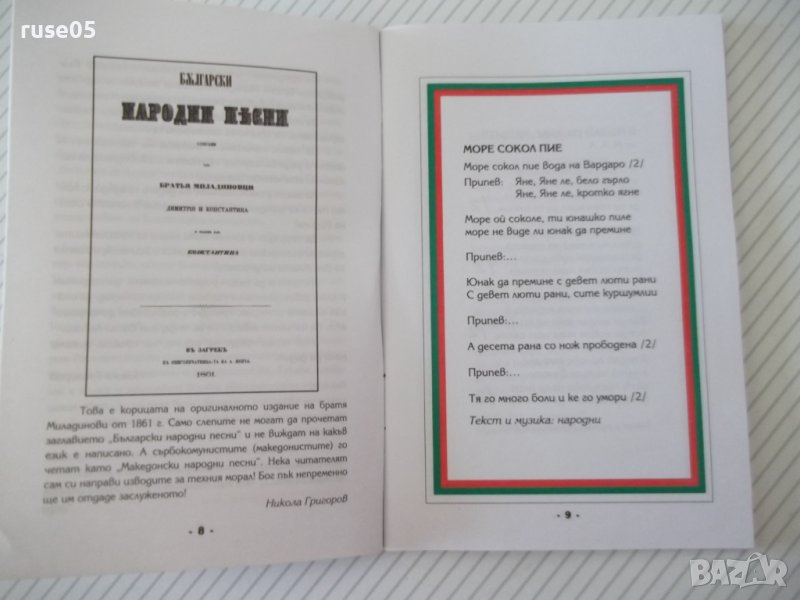 ruse05
БЪЛГАРСКИ
НАРОДНИ ПѢСНИ
СОБРАНИ
ОДЪ
БРАТЬЯ МИЛАДИНОВЦИ
ДИМИТРІЯ И КОНСТАНТИНА
КОНСТАНТИНА
ВЪ ЗАГРЕБЪ
1861.
Това е корицата на оригиналното издание на братя
Миладинови от 1861 г. Само слепите не могат да прочетат
заглавието „Български народни песни" и не виждат на какъв
език е написано. А сърбокомунистите (македонистите) го
четат като „Македонски народни песни". Нека читателят
сам си направи изводите за техния морал! Бог пък непременно
ще им отдаде заслуженото!
Никола Григоров
- 8 -
МОРЕ СОКОЛ ПИЕ
Море сокол пие вода на Вардаро /2/
Припев: Яне, Яне ле, бело гърло
Яне, Яне ле, кротко ягне
Море ой соколе, ти юнашко пиле
море не виде ли юнак да премине
Припев:...
Юнак да премине с девет люти рани
С девет люти рани, сите куршумлии
Припев:...
А десета рана со нож прободена /2/
Припев:...
Тя го много боли и ке го умори /2/
Текст и музика: народни
- 9 -
BAZAR